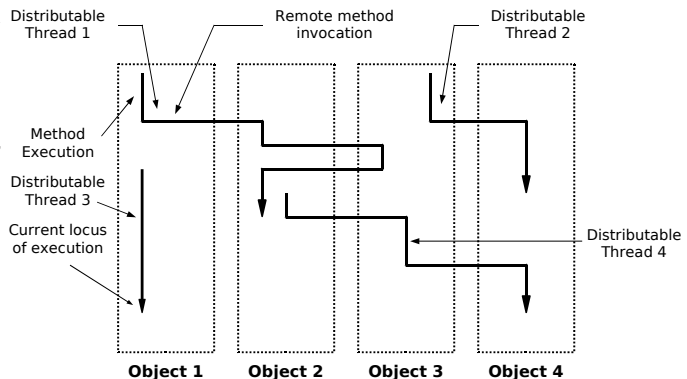 Distributable
Thread 1
Remote method
invocation
Distributable
Thread 2
Method
Execution
Distributable
Thread 3
Current locus
of execution
Distributable
Thread 4
Object 1
Object 2
Object 3
Object 4